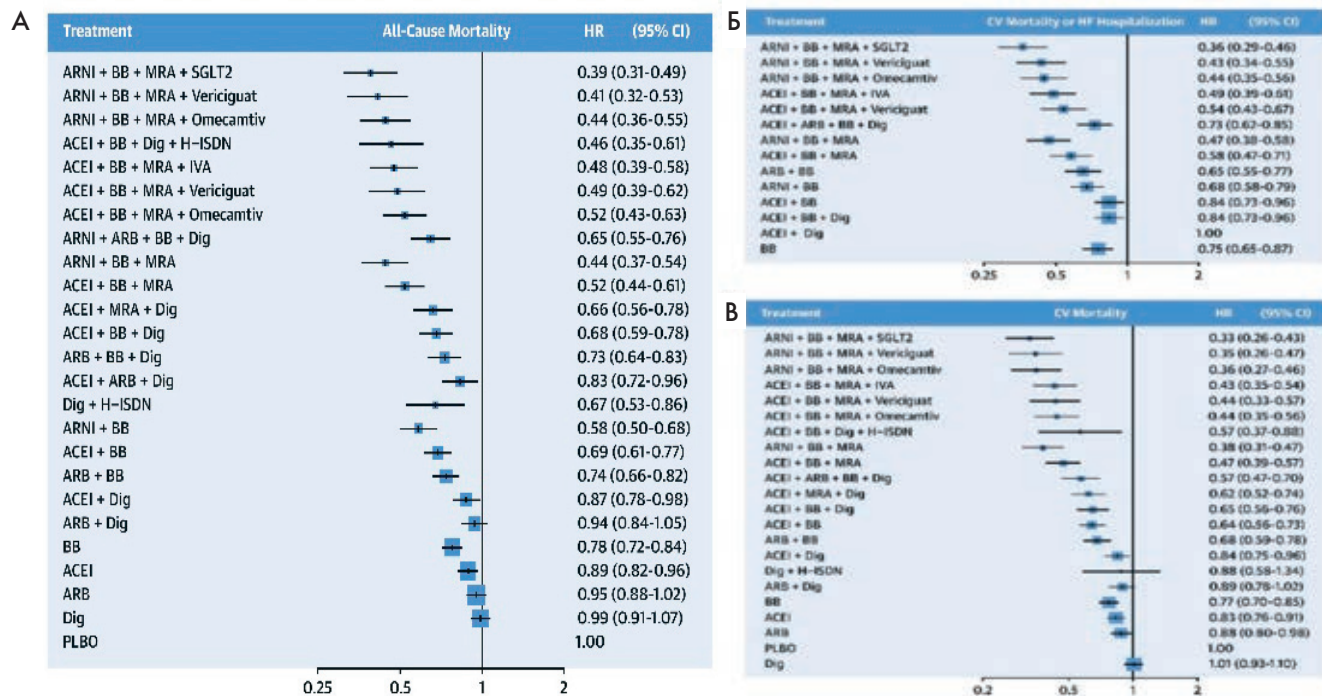 А
Treatment All-Cause Mortality HR (95% CI)
ARNI + BB + MRA + SGLT2 0.39 (0.31-0.49)
ARNI + BB + MRA + Vericiguat 0.41 (0.32-0.53)
ARNI + BB + MRA + Omecamtiv 0.44 (0.36-0.55)
ACEI + BB + Dig + H-ISDN 0.46 (0.35-0.61)
ACEI + BB + MRA + IVA 0.48 (0.39-0.58)
ACEI + BB + MRA + Vericiguat 0.49 (0.39-0.62)
ACEI + BB + MRA + Omecamtiv 0.52 (0.43-0.63)
ARNI + ARB + BB + Dig 0.65 (0.55-0.76)
ARNI + BB + MRA 0.44 (0.37-0.54)
ACEI + BB + MRA 0.52 (0.44-0.61)
ACEI + MRA + Dig 0.66 (0.56-0.78)
ACEI + BB + Dig 0.68 (0.59-0.78)
ARB + BB + Dig 0.73 (0.64-0.83)
ACEI + ARB + Dig 0.83 (0.72-0.96)
Dig + H-ISDN 0.67 (0.53-0.86)
ARNI + BB 0.58 (0.50-0.68)
ACEI + BB 0.69 (0.61-0.77)
ARB + BB 0.74 (0.66-0.82)
ACEI + Dig 0.87 (0.78-0.98)
ARB + Dig 0.94 (0.84-1.05)
BB 0.78 (0.72-0.84)
ACEI 0.89 (0.82-0.96)
ARB 0.95 (0.88-1.02)
Dig 0.99 (0.91-1.07)
PLBO 1.00
0.25 0.5 1 2
Б
Treatment CV Mortality or HF Hospitalization HR (95% CI)
ARNI + BB + MRA + SGLT2 0.36 (0.29-0.46)
ARNI + BB + MRA + Vericiguat 0.43 (0.34-0.55)
ARNI + BB + MRA + Omecamtiv 0.44 (0.35-0.56)
ACEI + BB + MRA + IVA 0.49 (0.39-0.61)
ACEI + BB + MRA + Vericiguat 0.54 (0.43-0.67)
ACEI + ARB + BB + Dig 0.73 (0.62-0.85)
ARNI + BB + MRA 0.47 (0.38-0.58)
ACEI + BB + MRA 0.58 (0.47-0.71)
ARB + BB 0.65 (0.55-0.77)
ARNI + BB 0.68 (0.58-0.79)
ACEI + BB 0.84 (0.73-0.96)
ACEI + BB + Dig 0.84 (0.73-0.96)
ACEI + Dig 1.00
BB 0.75 (0.65-0.87)
0.25 0.5 1 2
В
Treatment CV Mortality HR (95% CI)
ARNI + BB + MRA + SGLT2 0.33 (0.26-0.43)
ARNI + BB + MRA + Vericiguat 0.35 (0.26-0.47)
ARNI + BB + MRA + Omecamtiv 0.36 (0.27-0.46)
ACEI + BB + MRA + IVA 0.43 (0.35-0.54)
ACEI + BB + MRA + Vericiguat 0.44 (0.33-0.57)
ACEI + BB + MRA + Omecamtiv 0.44 (0.35-0.56)
ACEI + BB + Dig + H-ISDN 0.57 (0.37-0.88)
ARNI + BB + MRA 0.38 (0.31-0.47)
ACEI + BB + MRA 0.47 (0.39-0.57)
ACEI + ARB + BB + Dig 0.57 (0.47-0.70)
ACEI + MRA + Dig 0.62 (0.52-0.74)
ACEI + BB + Dig 0.65 (0.56-0.76)
ACEI + BB 0.64 (0.56-0.73)
ARB + BB 0.68 (0.59-0.78)
ACEI + Dig 0.84 (0.75-0.96)
Dig + H-ISDN 0.88 (0.58-1.34)
ARB + Dig 0.89 (0.78-1.02)
BB 0.77 (0.70-0.85)
ACEI 0.83 (0.76-0.91)
ARB 0.88 (0.80-0.98)
PLBO 1.00
Dig 1.01 (0.93-1.10)
0.2 0.5 1 2